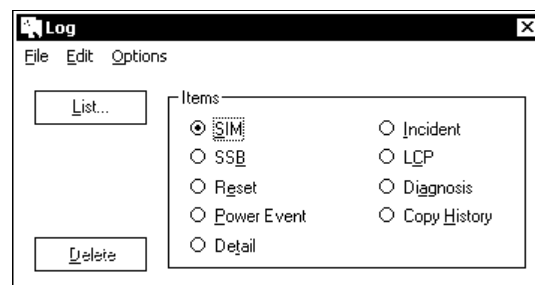 Log
File Edit Options
List...
Items
SIM
Incident
SSB
LCP
Reset
Diagnosis
Power Event
Copy History
Detail
Delete